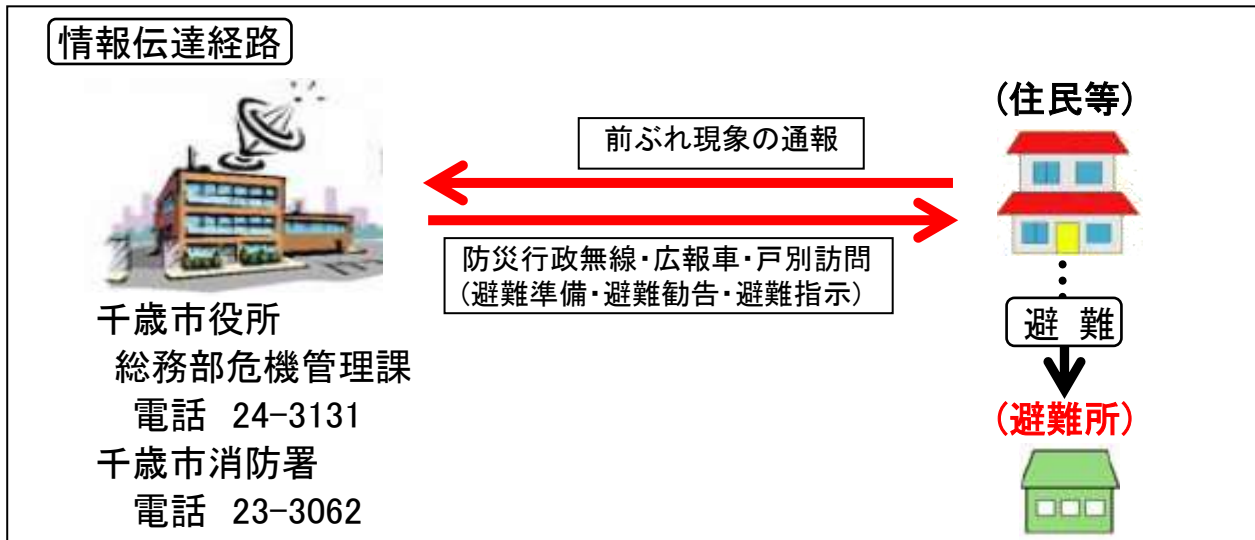 情報伝達経路
(住民等)
前ぶれ現象の通報
防災行政無線・広報車・戸別訪問
(避難準備・避難勧告・避難指示)
千歳市役所
総務部危機管理課
電話 24-3131
千歳市消防署
電話 23-3062
避 難
(避難所)